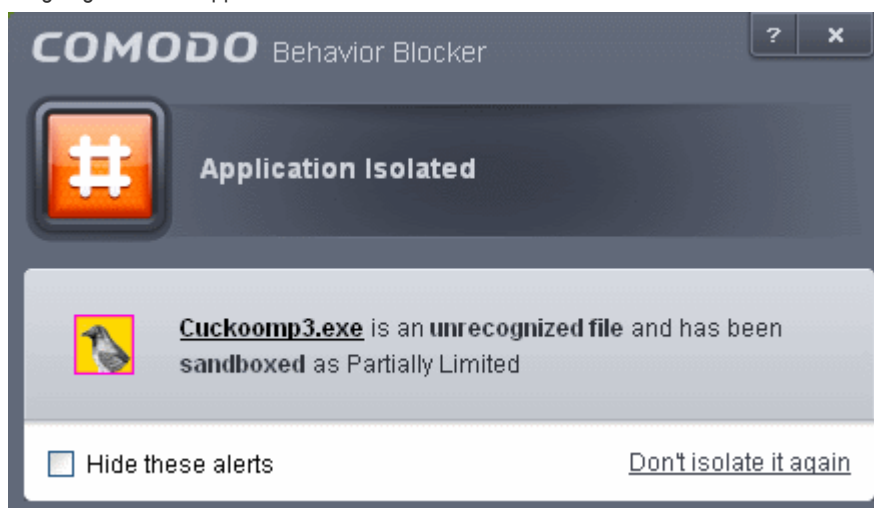 COMODO Behavior Blocker
? x
Application Isolated
Cuckoomp3.exe is an unrecognized file and has been
sandboxed as Partially Limited
Hide these alerts
Don't isolate it again